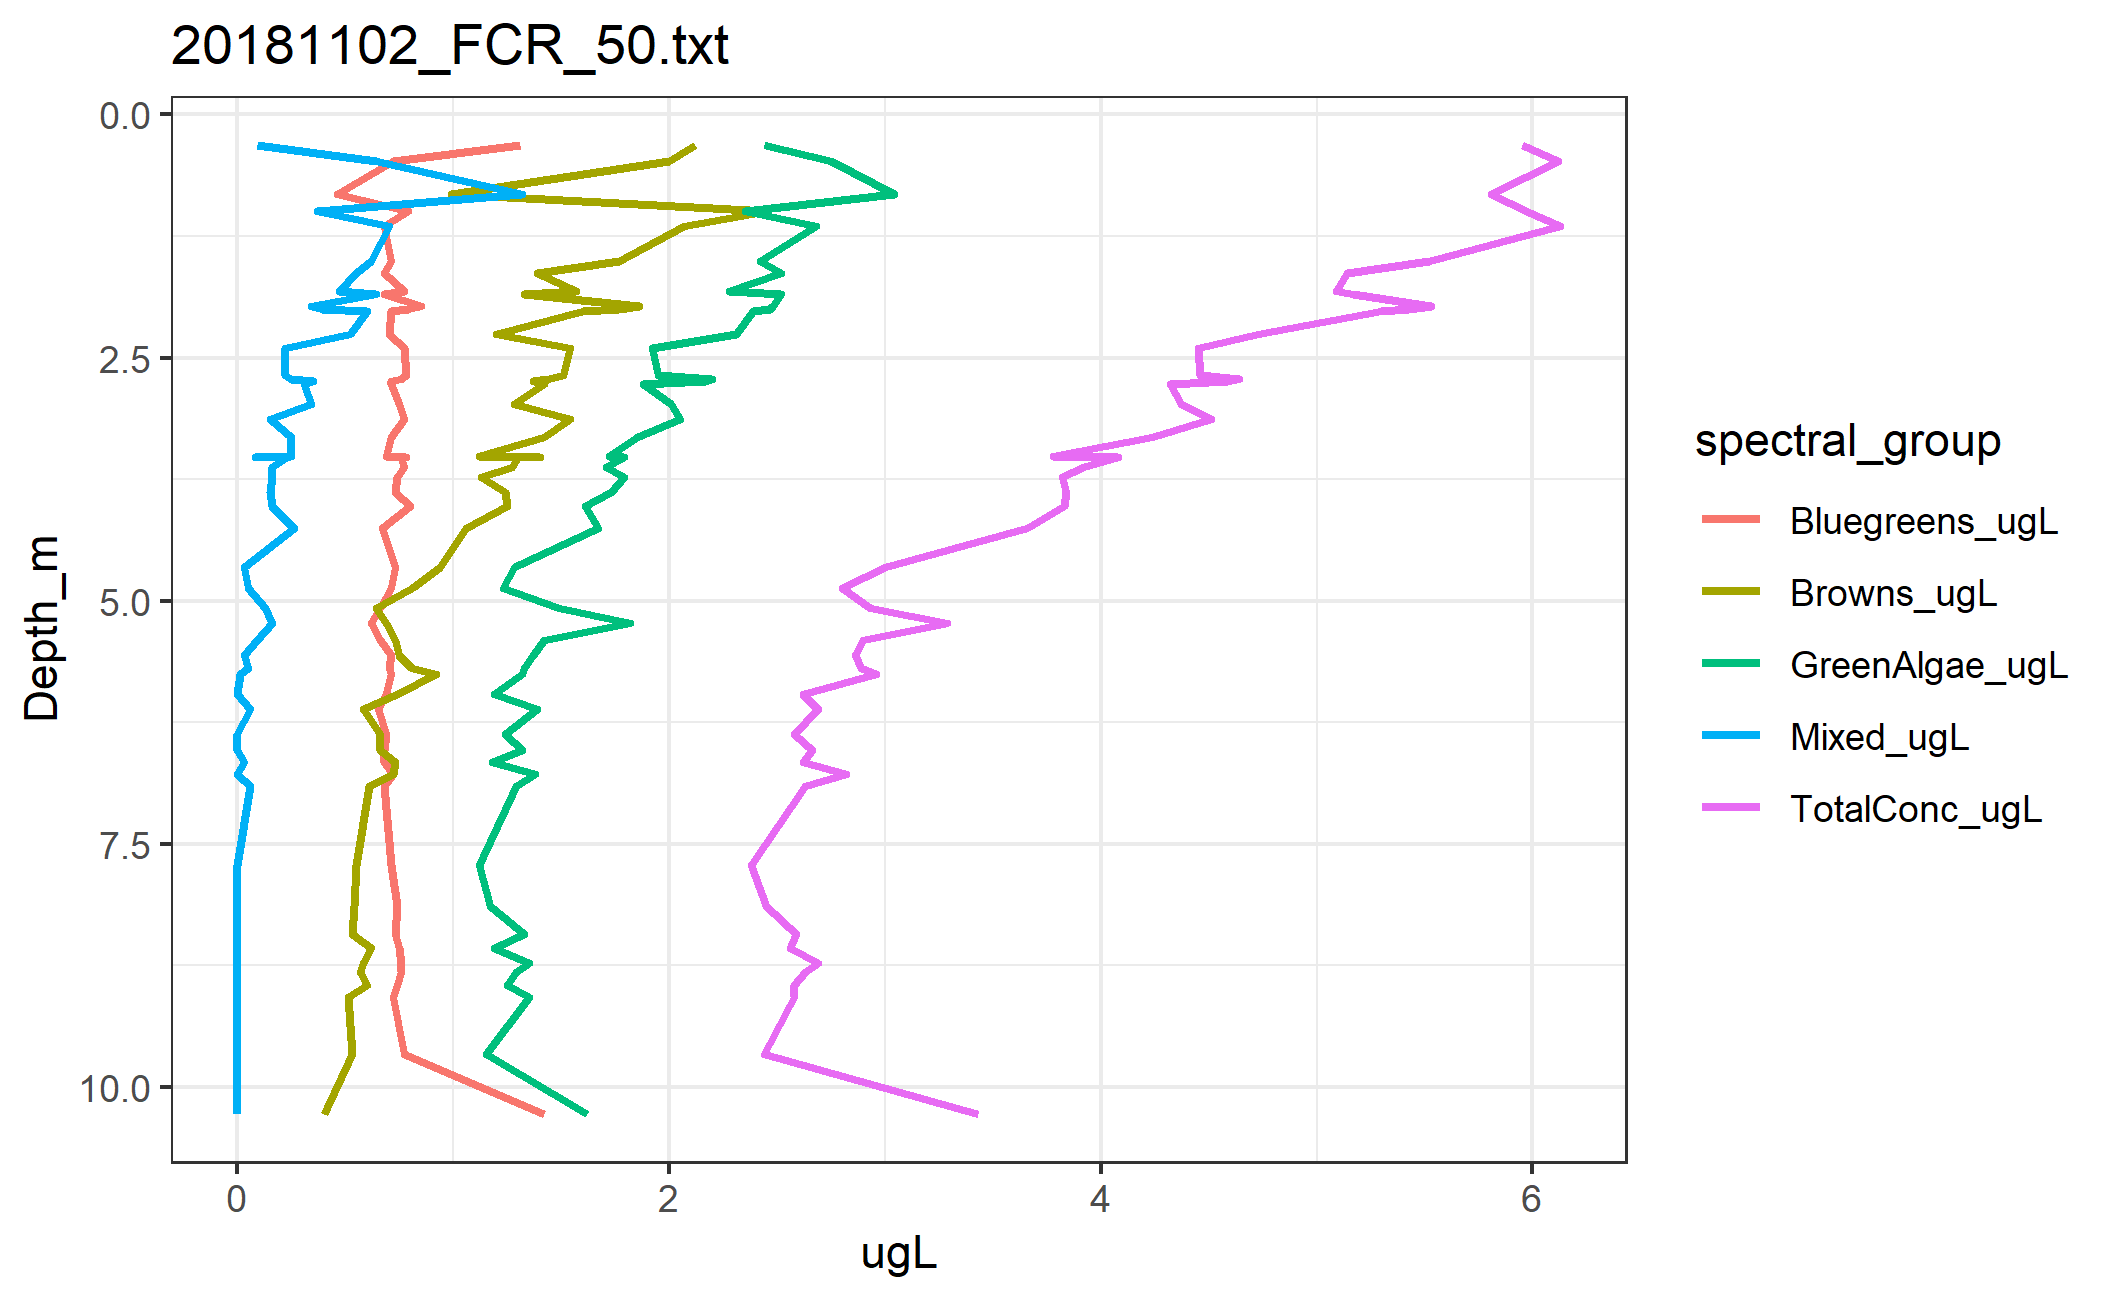 20181102_FCR_50.txt
0.0
2.5
5.0
7.5
10.0
Depth_m
0
2
4
6
ugL
spectral_group
Bluegreens_ugL
Browns_ugL
GreenAlgae_ugL
Mixed_ugL
TotalConc_ugL